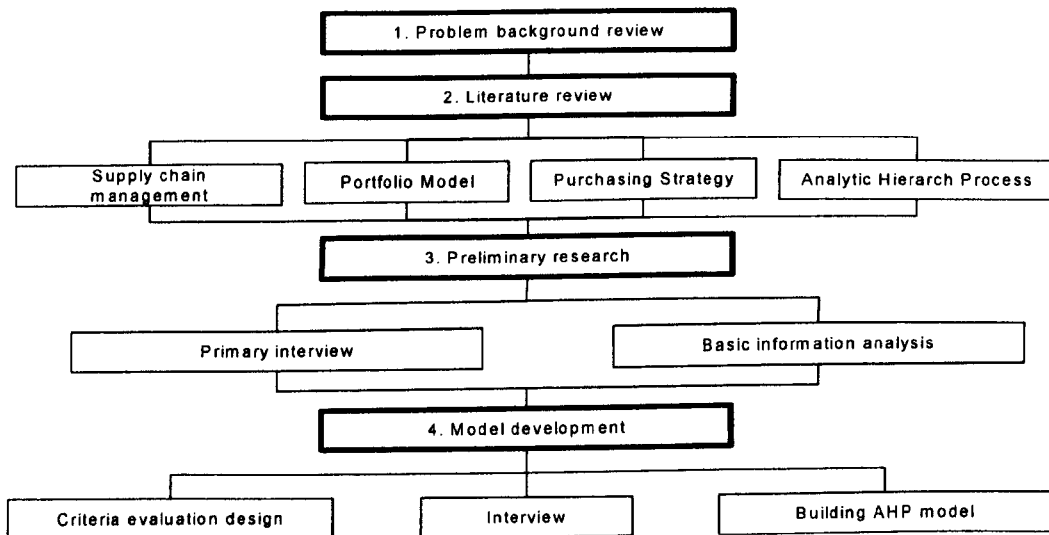 1. Problem background review
2. Literature review
Supply chain
management
Portfolio Model
Purchasing Strategy
Analytic Hierarch Process
3. Preliminary research
Primary interview
Basic information analysis
4. Model development
Criteria evaluation design
Interview
Building AHP model